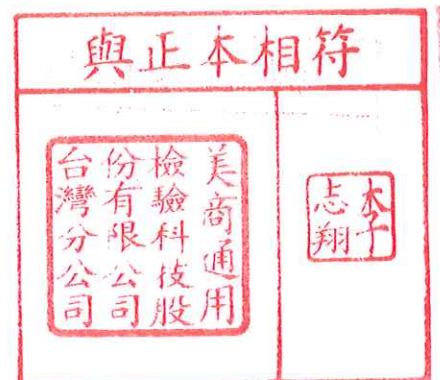 與正本相符
美商通用
檢驗科技股
份有限公司
台灣分公司
李
志翔